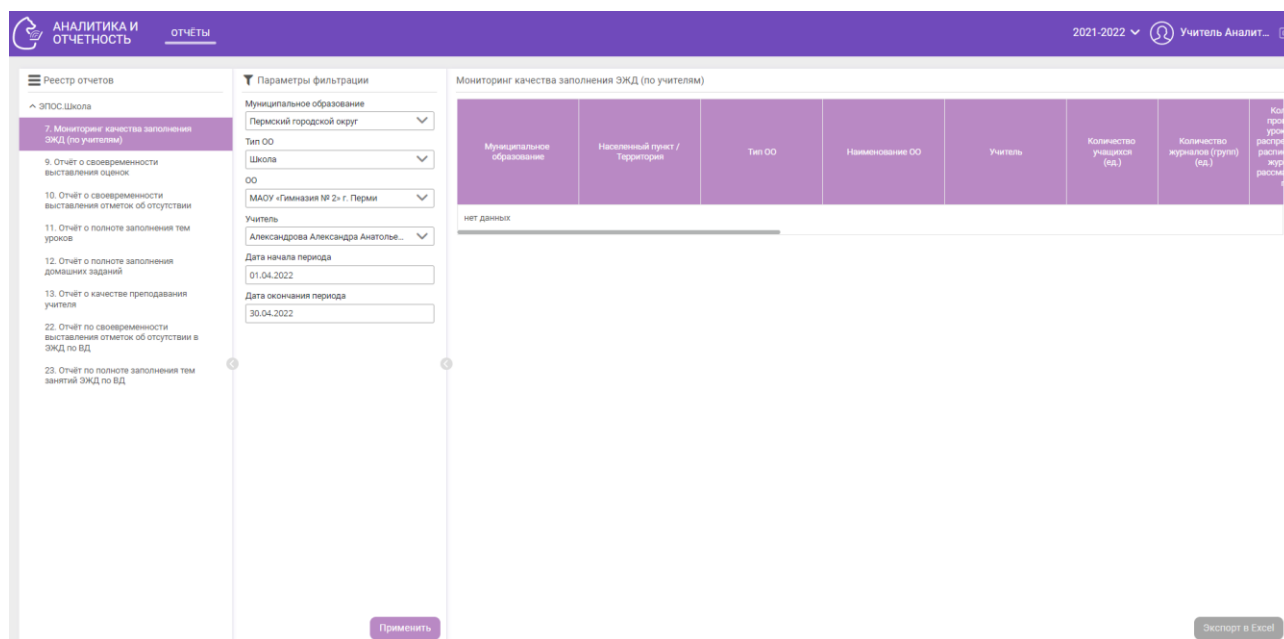 АНАЛИТИКА И
ОТЧЕТНОСТЬ
ОТЧЁТЫ
2021-2022
Учитель Аналит...
Реестр отчетов
ЭПОС.Школа
7. Мониторинг качества заполнения
ЭЖД (по учителям)
9. Отчёт о своевременности
выставления оценок
10. Отчёт о своевременности
выставления отметок об отсутствии
11. Отчёт о полноте заполнения тем
уроков
12. Отчёт о полноте заполнения
домашних заданий
13. Отчёт о качестве преподавания
учителя
22. Отчёт по своевременности
выставления отметок об отсутствии в
ЭЖД по ВД
23. Отчёт по полноте заполнения тем
занятий ЭЖД по ВД
Параметры фильтрации
Муниципальное образование
Пермский городской округ
Тип ОО
Школа
ОО
МАОУ «Гимназия № 2» г. Перми
Учитель
Александрова Александра Анатолье...
Дата начала периода
01.04.2022
Дата окончания периода
30.04.2022
Применить
Мониторинг качества заполнения ЭЖД (по учителям)
Муниципальное
образование
Населенный пункт /
Территория
Тип ОО
Наименование ОО
Учитель
Количество
учащихся
(ед.)
Количество
журналов (групп)
(ед.)
нет данных
Экспорт в Excel